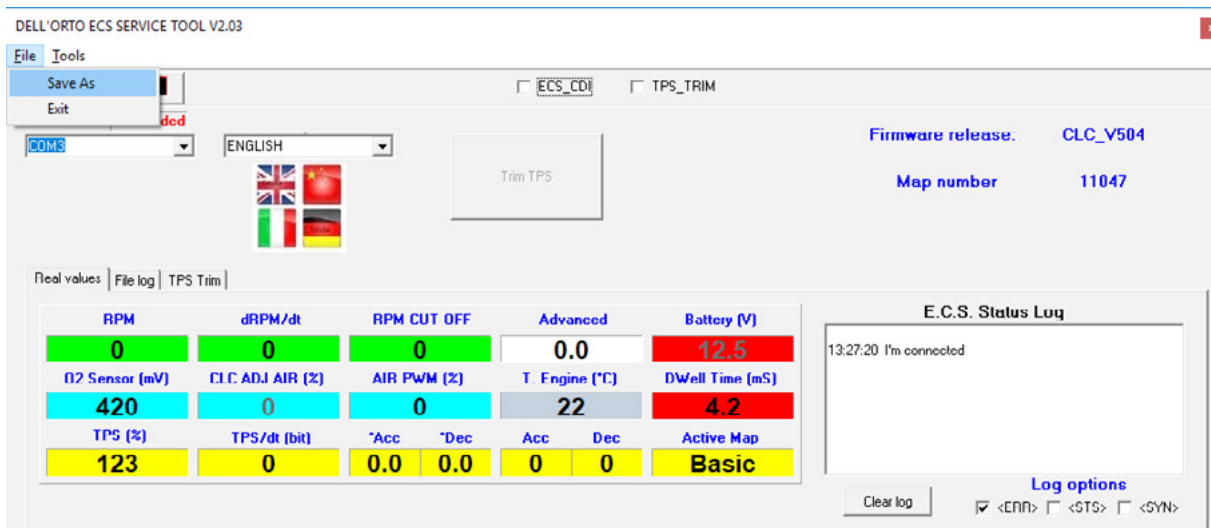 DELL'ORTO ECS SERVICE TOOL V2.03
File Tools
Save As
Exit
ECS_CDI TPS_TRIM
COM3 ENGLISH
Trim TPS
Firmware release: CLC_V504
Map number 11047
Real values File log TPS Trim
RPM dRPM/dt RPM CUT OFF Advanced Battery (V)
0 0 0 0.0 12.5
O2 Sensor (mV) CLC ADJ AIR (%) AIR PWM (%) T. Engine (°C) DWell Time (mS)
420 0 0 22 4.2
TPS (%) TPS/dt (bit) °Acc °Dec Acc Dec Active Map
123 0 0.0 0.0 0 0 Basic
E.C.S. Status Log
13:27:20 I'm connected
Log options
Clear log <ERR> <STS> <SYN>